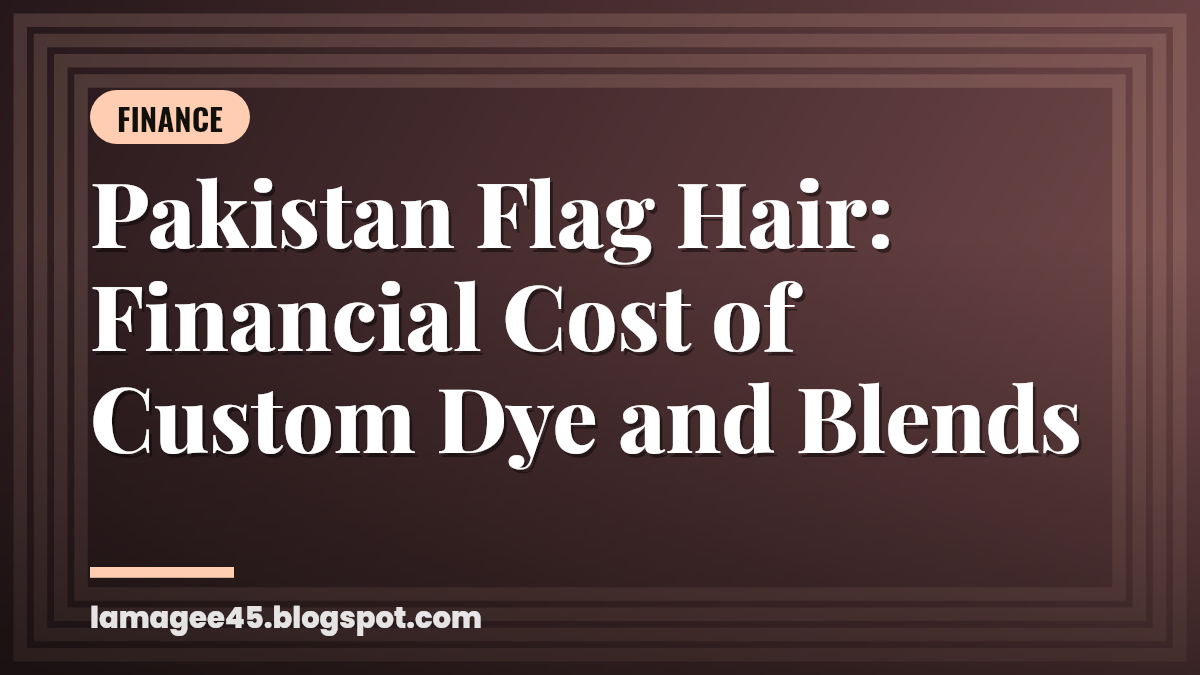 FINANCE
Pakistan Flag Hair:
Financial Cost of
Custom Dye and Blends
lamagee45.blogspot.com